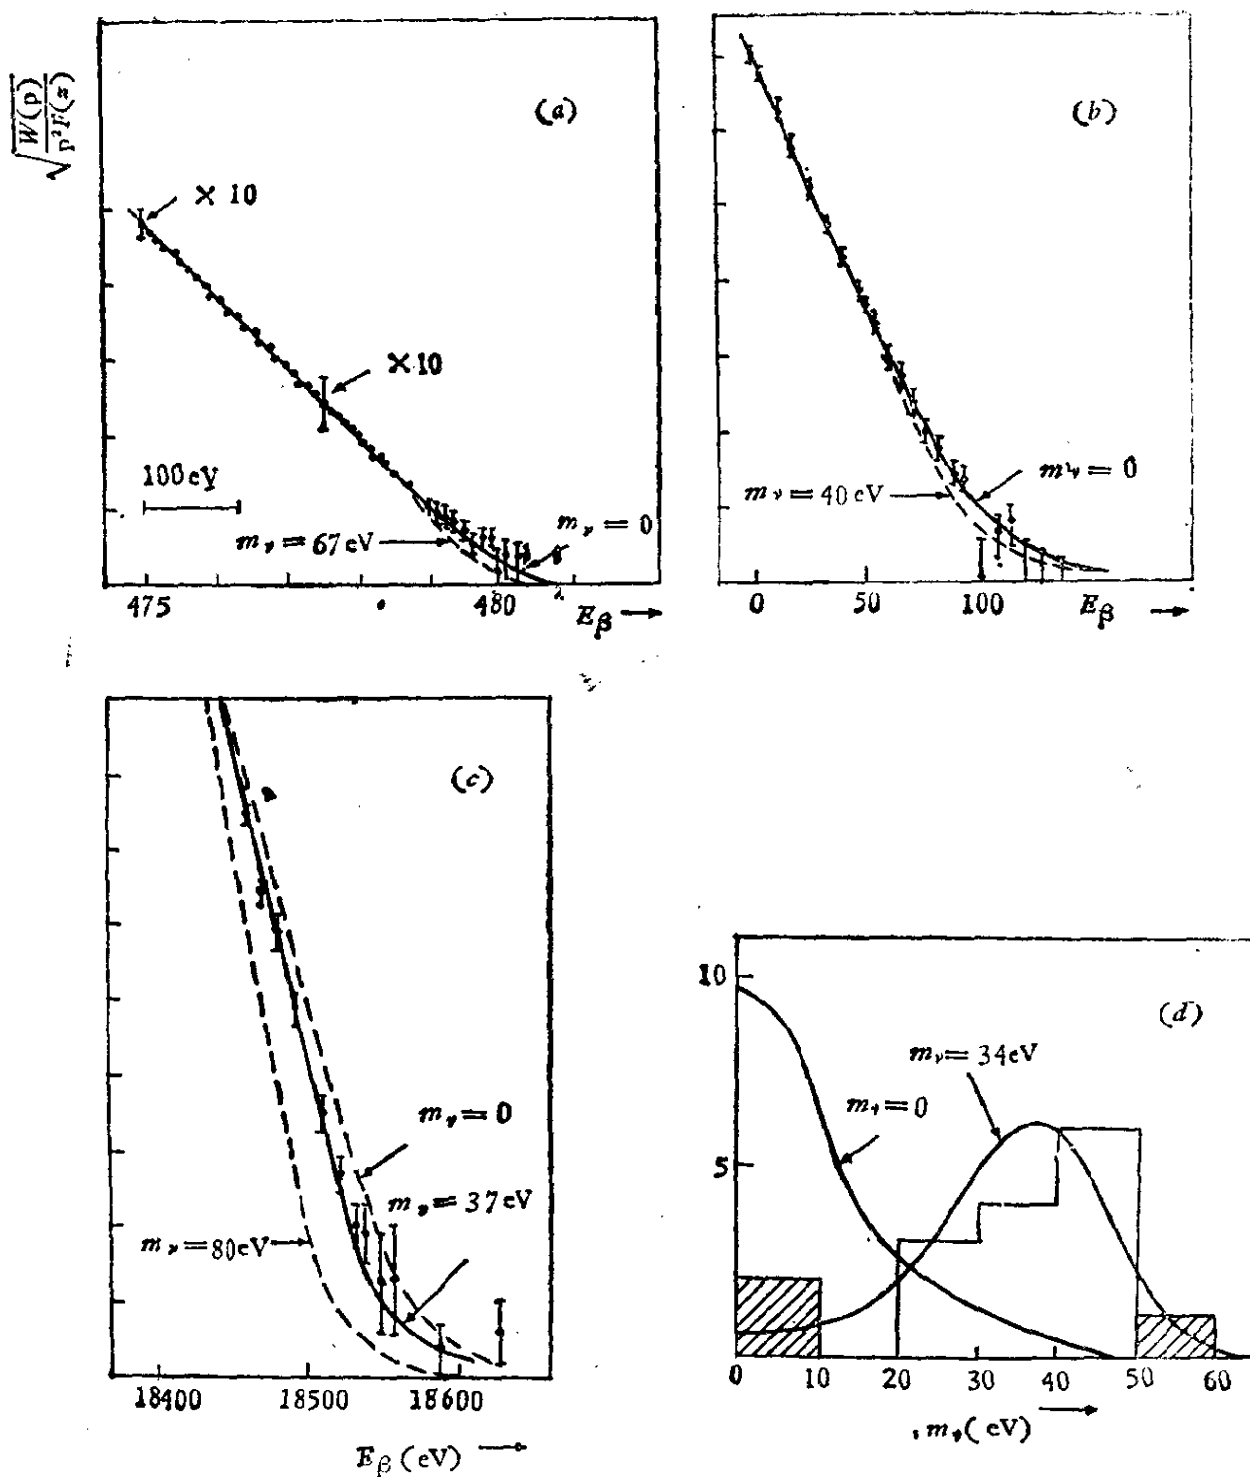 √W(p)/p²F(z)
(a)
× 10
× 10
100 eV
m_ν = 67 eV
m_ν = 0
475
480
E_β
(b)
m_ν = 40 eV
m_ν = 0
0
50
100
E_β
(c)
m_ν = 0
m_ν = 37 eV
m_ν = 80 eV
18400
18500
18600
E_β (eV)
(d)
10
5
m_ν = 34 eV
m_ν = 0
0
10
20
30
40
50
60
m_ν (eV)